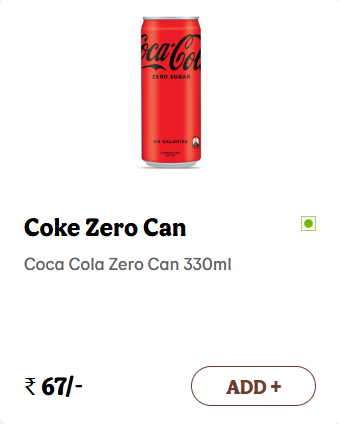 Coca-Cola
ZERO SUGAR
NO CALORIES
Coke Zero Can
Coca Cola Zero Can 330ml
₹ 67/-
ADD +